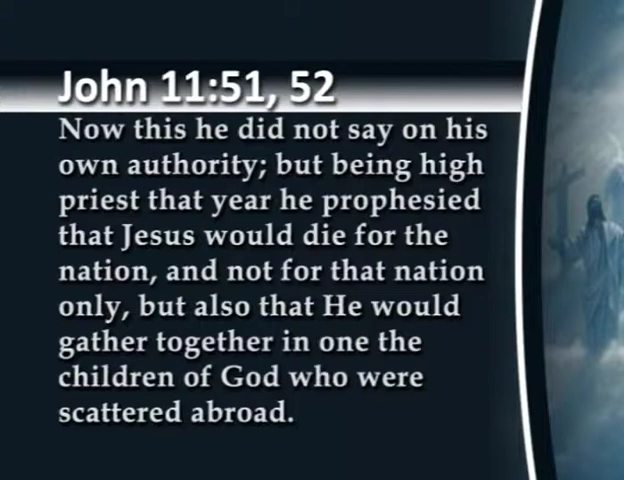 John 11:51, 52
Now this he did not say on his
own authority; but being high
priest that year he prophesied
that Jesus would die for the
nation, and not for that nation
only, but also that He would
gather together in one the
children of God who were
scattered abroad.